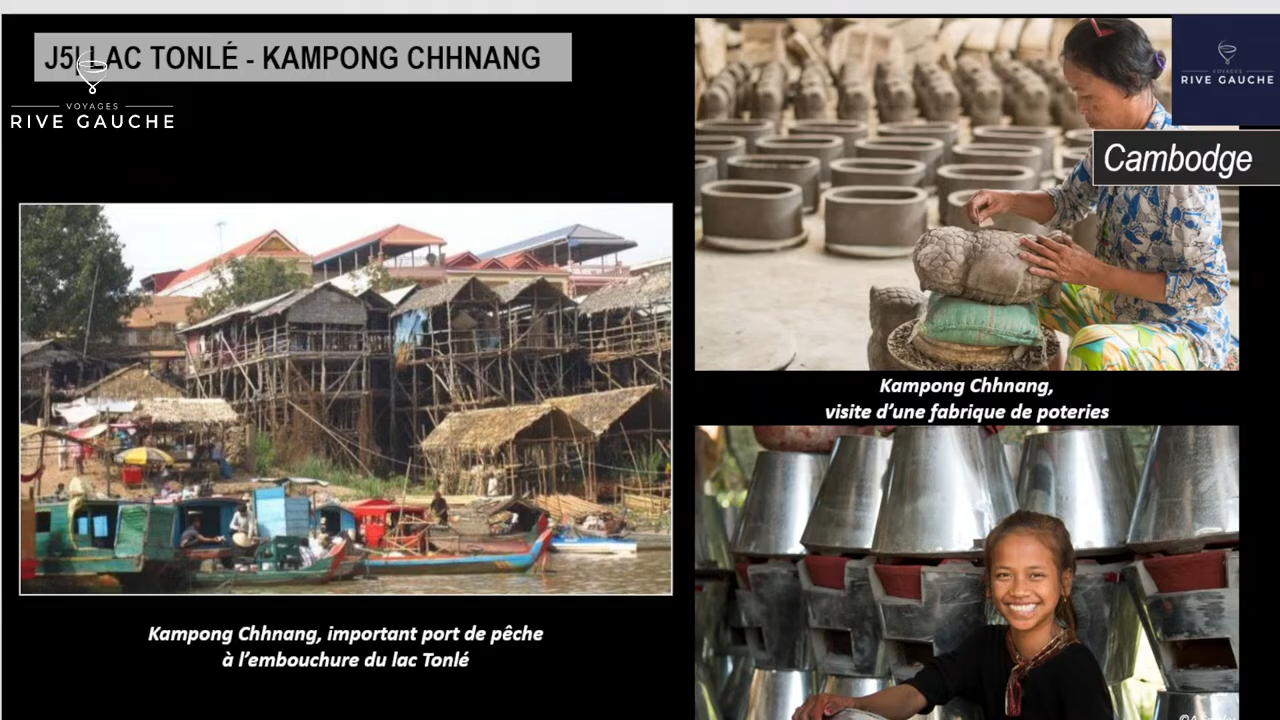 J5 LAC TONLÉ - KAMPONG CHHNANG
VOYAGES
RIVE GAUCHE
VOYAGES
RIVE GAUCHE
Cambodge
Kampong Chhnang,
visite d'une fabrique de poteries
Kampong Chhnang, important port de pêche
à l'embouchure du lac Tonlé